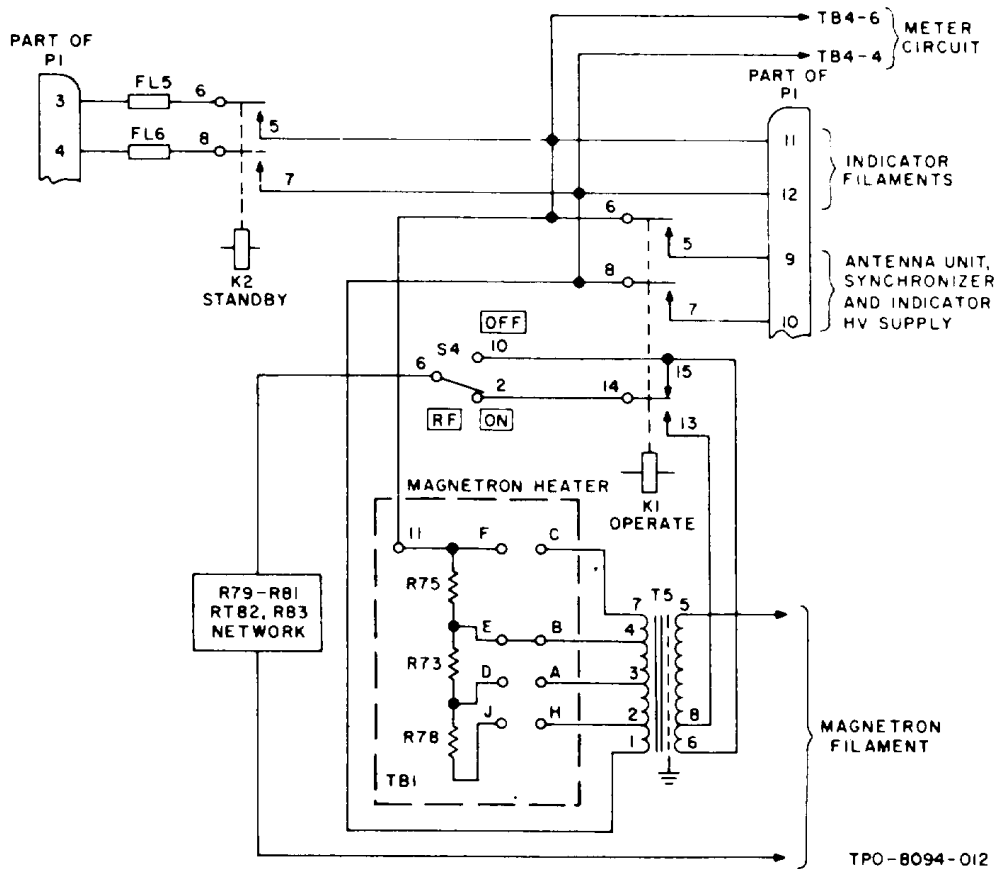 TB4-6
TB4-4
METER
CIRCUIT
PART OF
P1
3
4
FL5
FL6
6
8
5
7
K2
STANDBY
PART OF
P1
11
12
9
10
INDICATOR
FILAMENTS
ANTENNA UNIT,
SYNCHRONIZER
AND INDICATOR
HV SUPPLY
6
5
8
7
OFF
S4
10
6
2
RF
ON
14
15
13
K1
OPERATE
MAGNETRON HEATER
11
F
C
R75
E
B
R73
D
A
J
H
R78
TB1
R79-R81
RT82, R83
NETWORK
7
T5
5
4
3
2
8
1
6
MAGNETRON
FILAMENT
TPO-8094-012